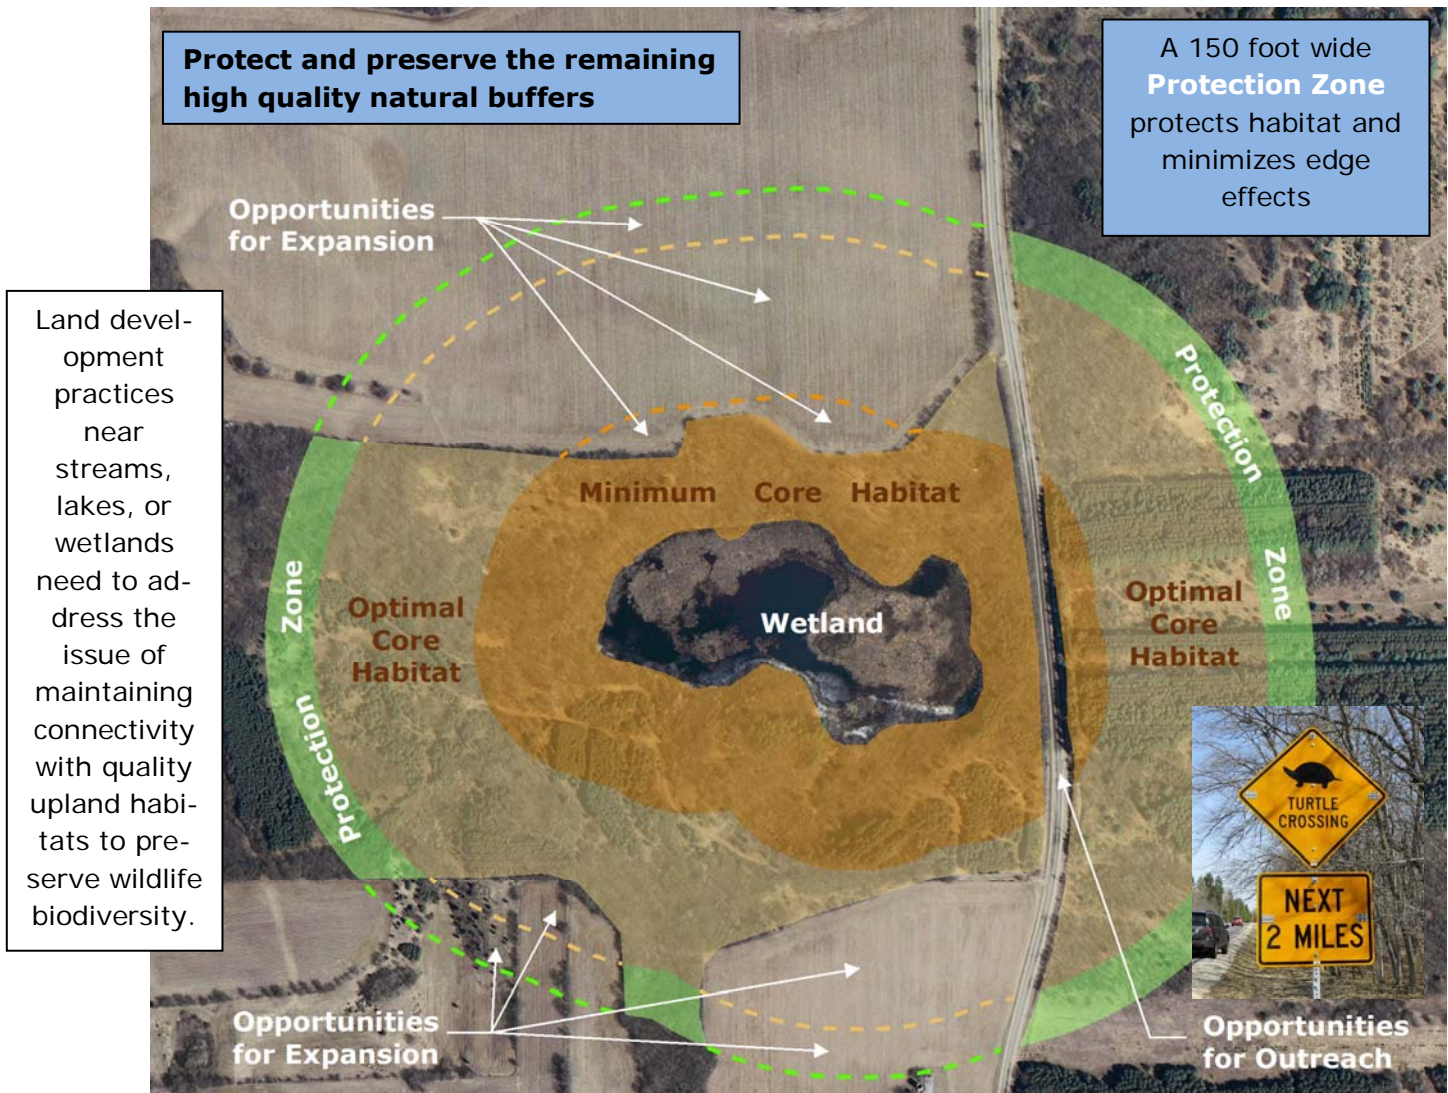 Protect and preserve the remaining
high quality natural buffers
A 150 foot wide
Protection Zone
protects habitat and
minimizes edge
effects
Opportunities
for Expansion
Land devel-
opment
practices
near
streams,
lakes, or
wetlands
need to ad-
dress the
issue of
maintaining
connectivity
with quality
upland habi-
tats to pre-
serve wildlife
biodiversity.
Protection
Zone
Minimum Core Habitat
Wetland
Optimal
Core
Habitat
Optimal
Core
Habitat
Zone
Protection
TURTLE
CROSSING
NEXT
2 MILES
Opportunities
for Expansion
Opportunities
for Outreach